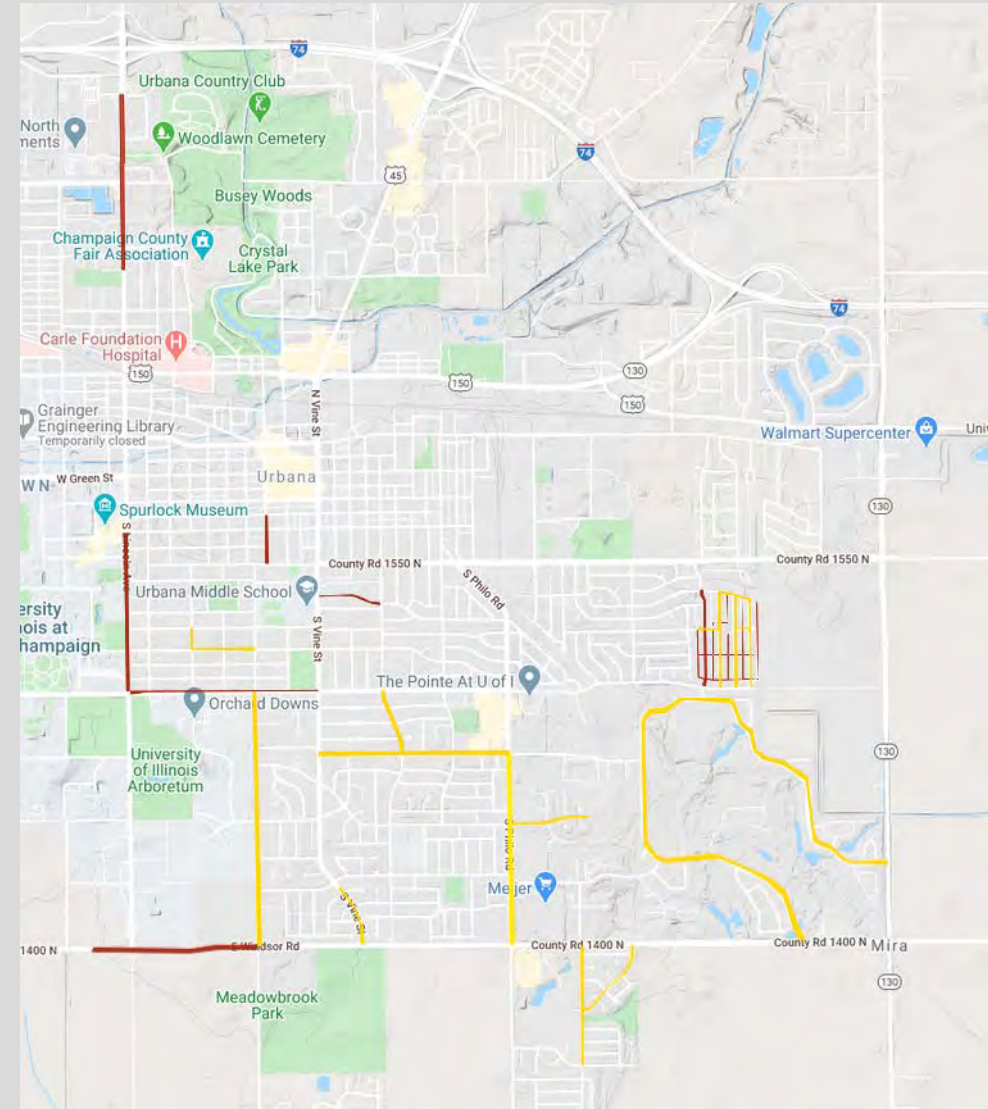 74
Urbana Country Club
North
ments
Woodlawn Cemetery
74
45
Busey Woods
Champaign County
Fair Association
Crystal
Lake Park
74
Carle Foundation
Hospital
150
130
150
150
N Vine St
Grainger
Engineering Library
Temporarily closed
Walmart Supercenter
Univ
Urbana
W N
W Green St
130
Spurlock Museum
County Rd 1550 N
County Rd 1550 N
S Philo Rd
Urbana Middle School
ersity
ois at
hampaign
S Vine St
The Pointe At U of I
Orchard Downs
130
University
of Illinois
Arboretum
S Philo Rd
Meijer
S Vine St
1400 N
E Windsor Rd
County Rd 1400 N
County Rd 1400 N
Mira
130
Meadowbrook
Park